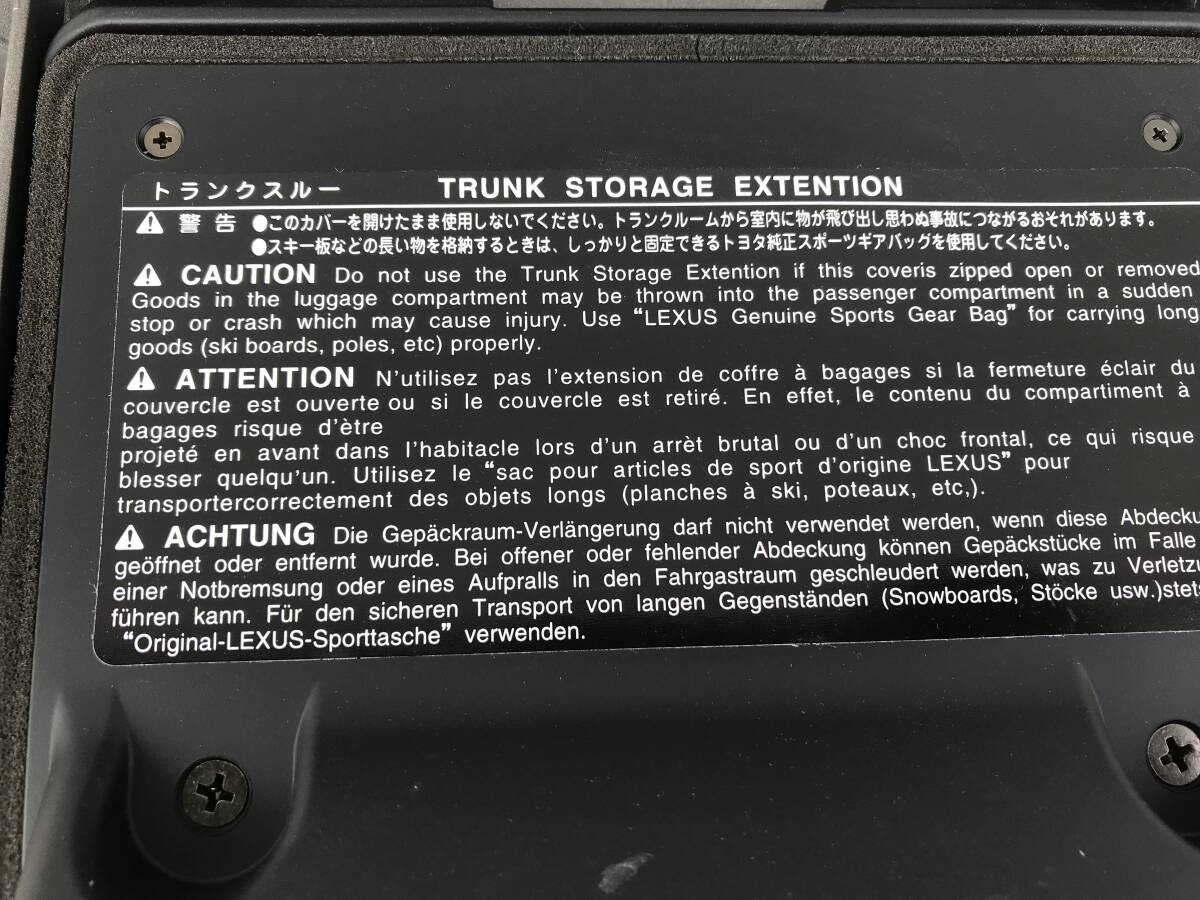 トランクスルー TRUNK STORAGE EXTENTION
警告 ●このカバーを開けたまま使用しないでください。トランクルームから室内に物が飛び出し思わぬ事故につながるおそれがあります。
●スキー板などの長い物を格納するときは、しっかりと固定できるトヨタ純正スポーツギアバッグを使用してください。
CAUTION Do not use the Trunk Storage Extention if this coveris zipped open or removed
Goods in the luggage compartment may be thrown into the passenger compartment in a sudden
stop or crash which may cause injury. Use “LEXUS Genuine Sports Gear Bag” for carrying long
goods (ski boards, poles, etc) properly.
ATTENTION N'utilisez pas l'extension de coffre à bagages si la fermeture éclair du
couvercle est ouverte ou si le couvercle est retiré. En effet, le contenu du compartiment à
bagages risque d'ètre
projeté en avant dans l'habitacle lors d'un arrèt brutal ou d'un choc frontal, ce qui risque
blesser quelqu'un. Utilisez le “sac pour articles de sport d'origine LEXUS” pour
transportercorrectement des objets longs (planches à ski, poteaux, etc,).
ACHTUNG Die Gepäckraum-Verlängerung darf nicht verwendet werden, wenn diese Abdecku
geöffnet oder entfernt wurde. Bei offener oder fehlender Abdeckung können Gepäckstücke im Falle
einer Notbremsung oder eines Aufpralls in den Fahrgastraum geschleudert werden, was zu Verletzu
führen kann. Für den sicheren Transport von langen Gegenständen (Snowboards, Stöcke usw.)stets
“Original-LEXUS-Sporttasche” verwenden.